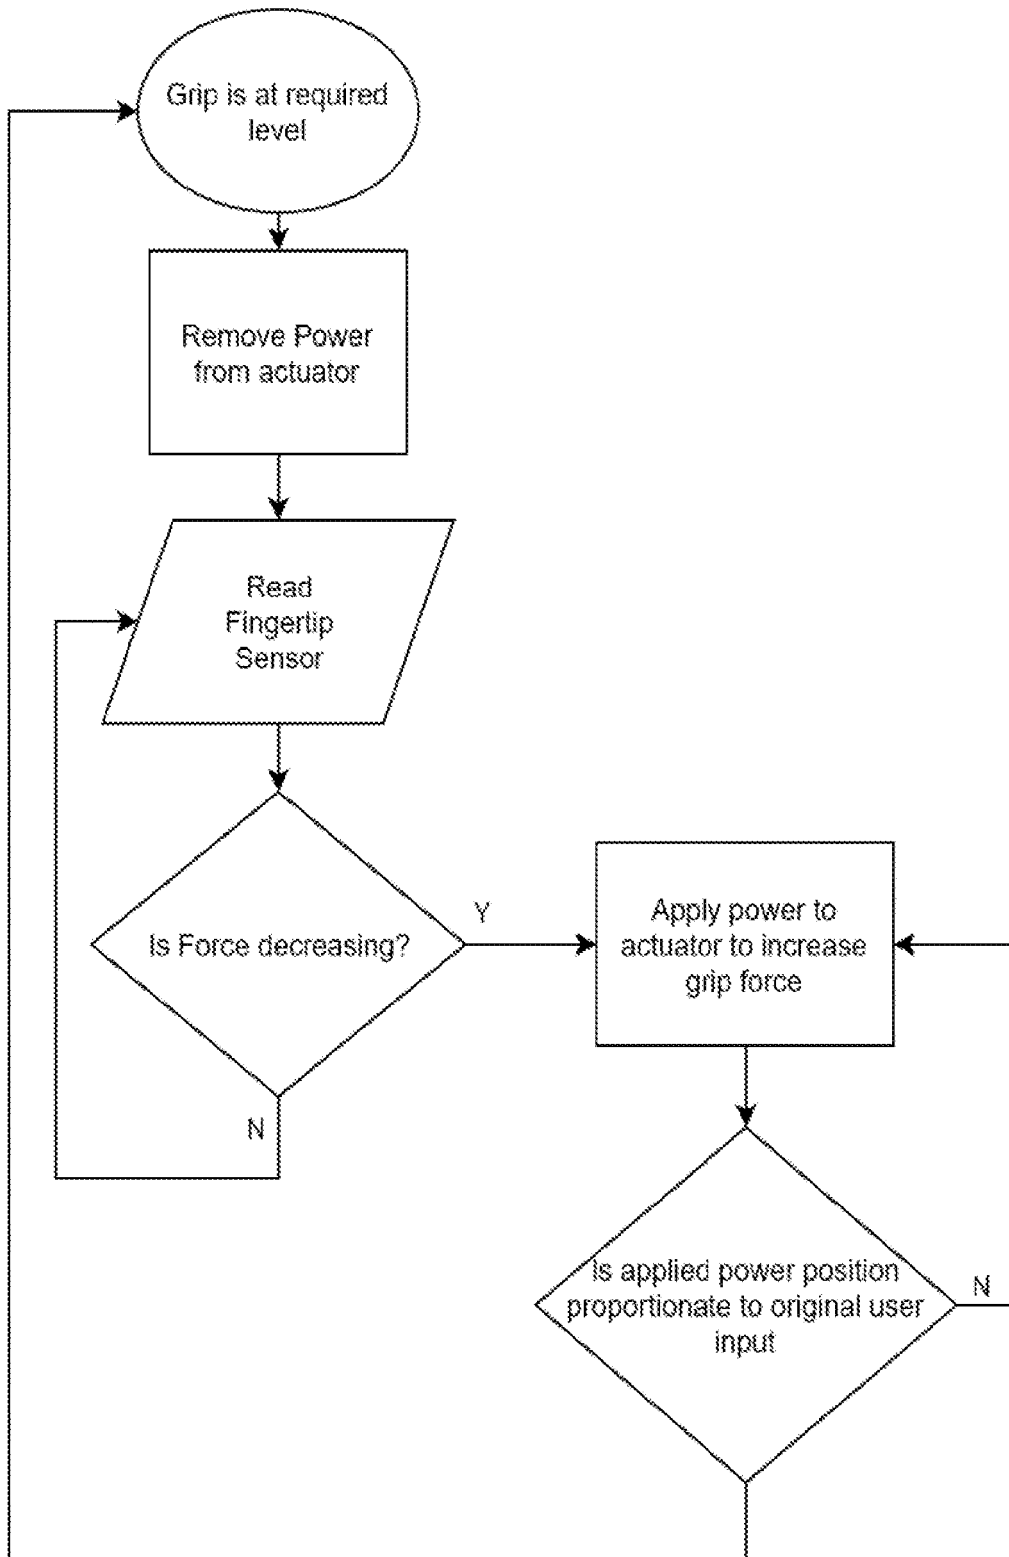 Grip is at required
level
Remove Power
from actuator
Read
Fingertip
Sensor
Is Force decreasing?
Y
N
Apply power to
actuator to increase
grip force
Is applied power position
proportionate to original user
input
N